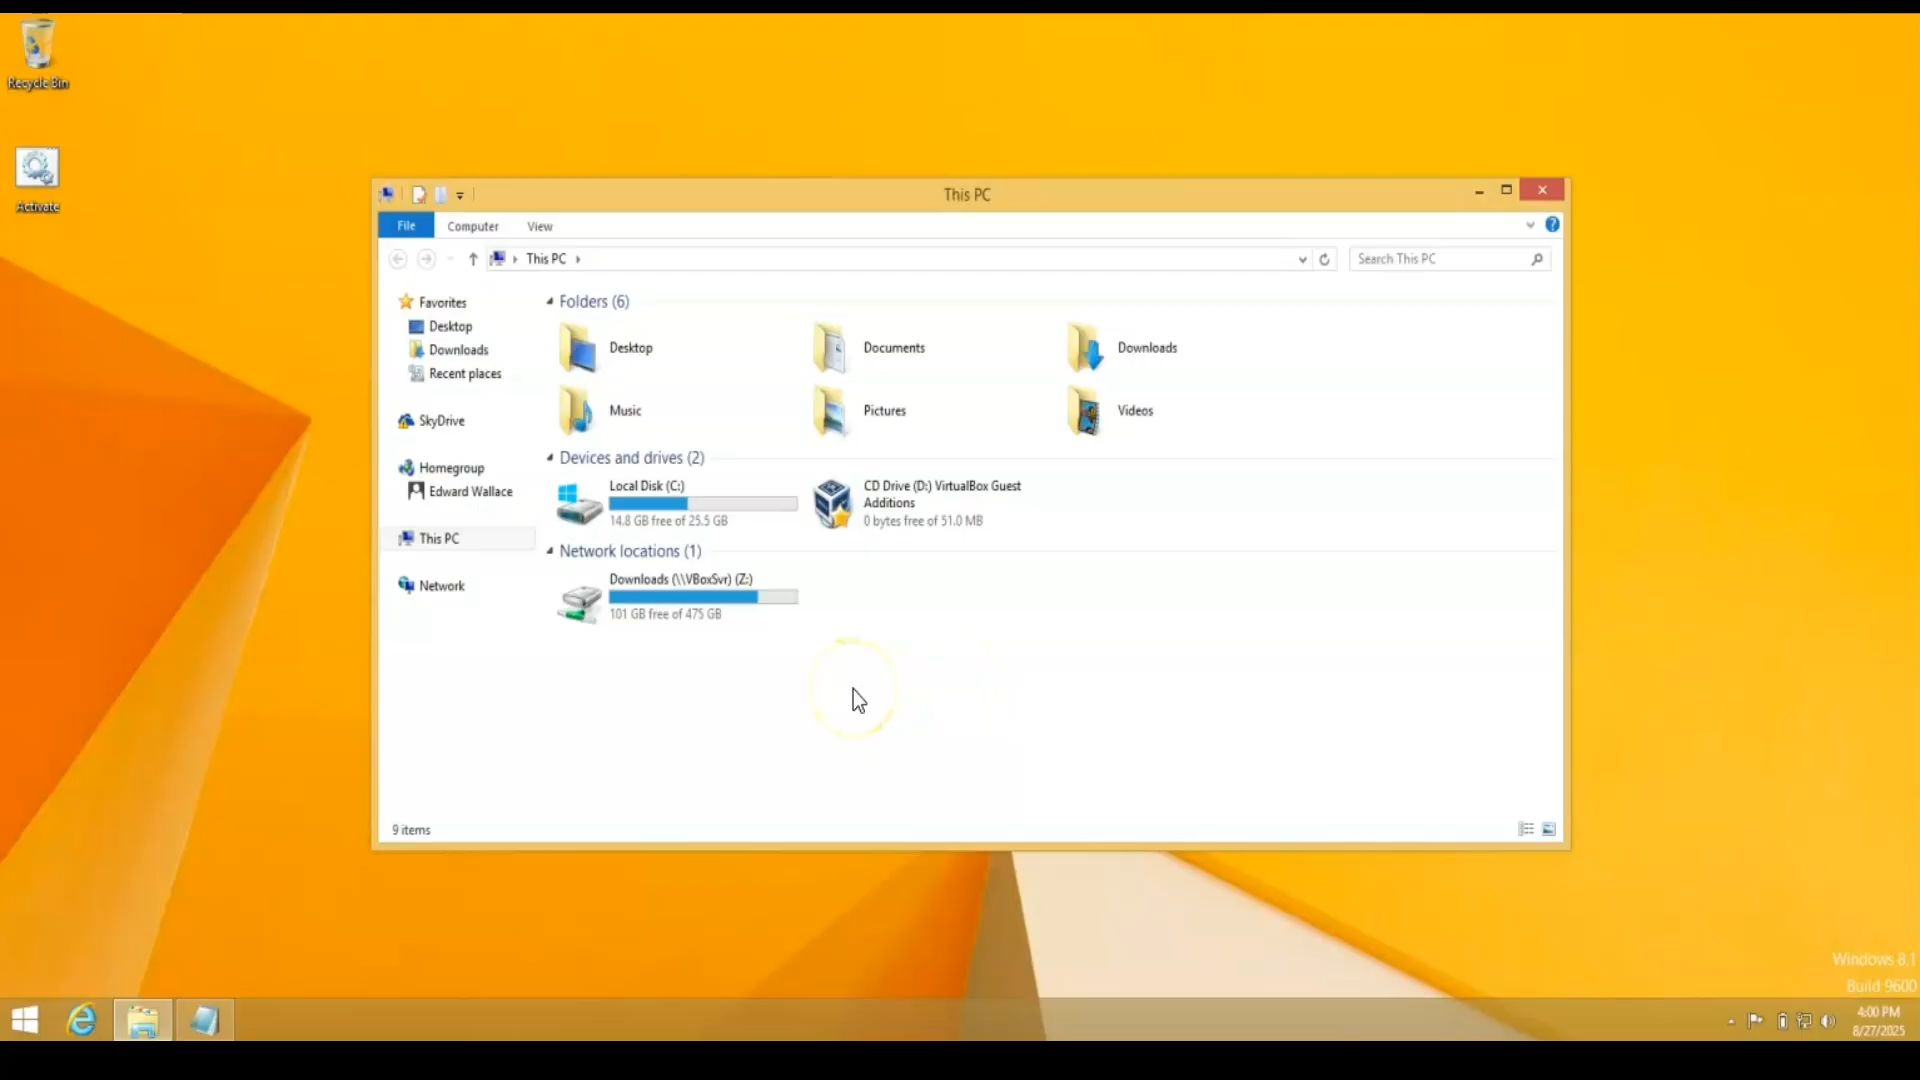 Recycle Bin
Activate
This PC
File
Computer
View
This PC
Search This PC
Favorites
Desktop
Downloads
Recent places
SkyDrive
Homegroup
Edward Wallace
This PC
Network
Folders (6)
Desktop
Documents
Downloads
Music
Pictures
Videos
Devices and drives (2)
Local Disk (C:)
14.8 GB free of 25.5 GB
CD Drive (D:) VirtualBox Guest
Additions
0 bytes free of 51.0 MB
Network locations (1)
Downloads (\\VBoxSvr) (Z:)
101 GB free of 475 GB
9 items
Windows 8.1
Build 9600
4:00 PM
8/27/2025